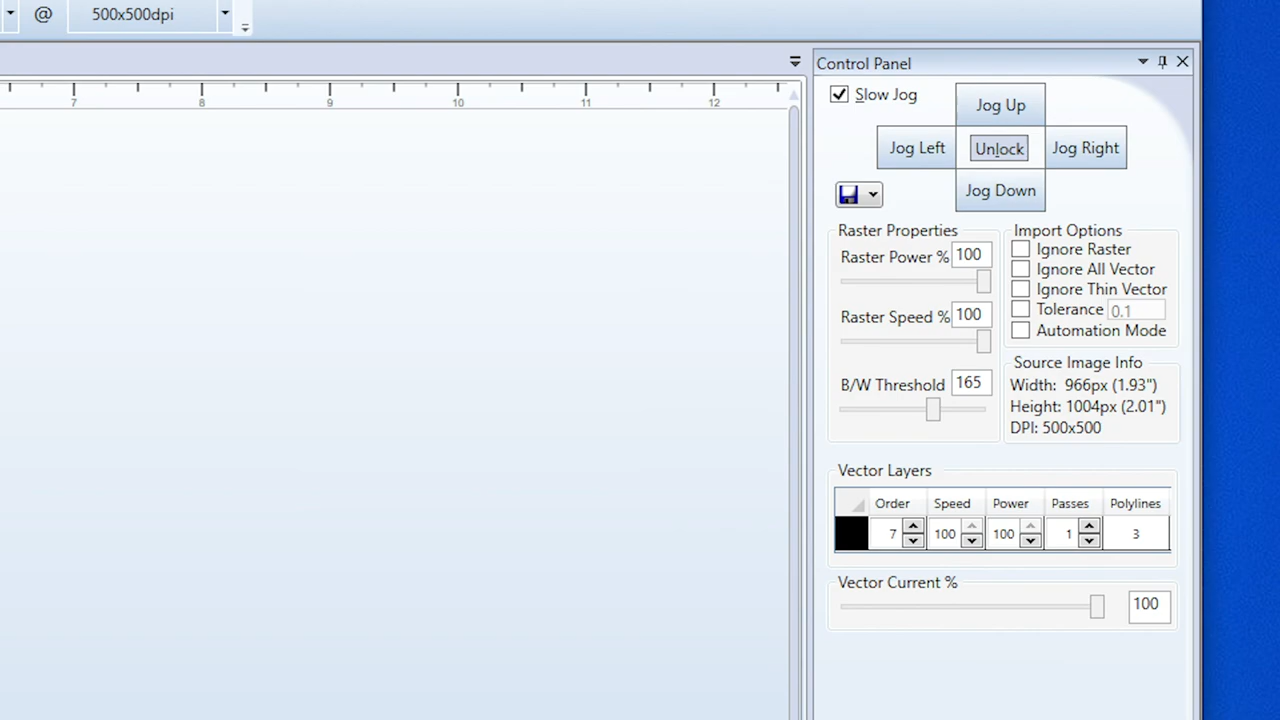 @ 500x500dpi
Control Panel
7 8 9 10 11 12
Slow Jog
Jog Up
Jog Left Unlock Jog Right
Jog Down
Raster Properties
Raster Power % 100
Raster Speed % 100
B/W Threshold 165
Import Options
Ignore Raster
Ignore All Vector
Ignore Thin Vector
Tolerance 0.1
Automation Mode
Source Image Info
Width: 966px (1.93")
Height: 1004px (2.01")
DPI: 500x500
Vector Layers
Order Speed Power Passes Polylines
7 100 100 1 3
Vector Current %
100